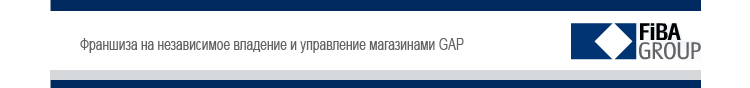 Франшиза на независимое владение и управление магазинами GAP
FiBA
GROUP